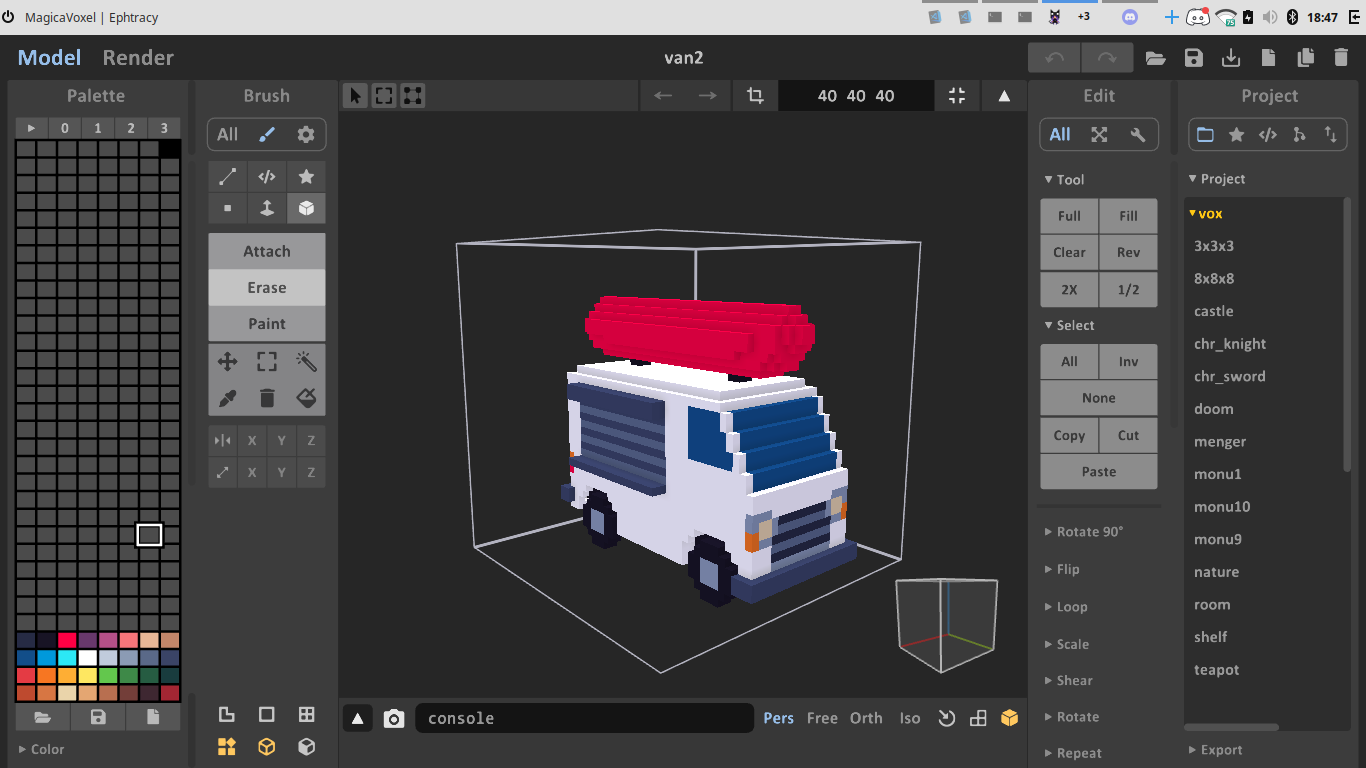 MagicaVoxel | Ephtracy
+3
75
18:47
Model Render
van2
Palette
0 1 2 3
Color
Brush
All
Attach
Erase
Paint
X Y Z
X Y Z
40 40 40
console
Pers Free Orth Iso
Edit
All
Tool
Full Fill
Clear Rev
2X 1/2
Select
All Inv
None
Copy Cut
Paste
Rotate 90°
Flip
Loop
Scale
Shear
Rotate
Repeat
Project
Project
vox
3x3x3
8x8x8
castle
chr_knight
chr_sword
doom
menger
monu1
monu10
monu9
nature
room
shelf
teapot
Export